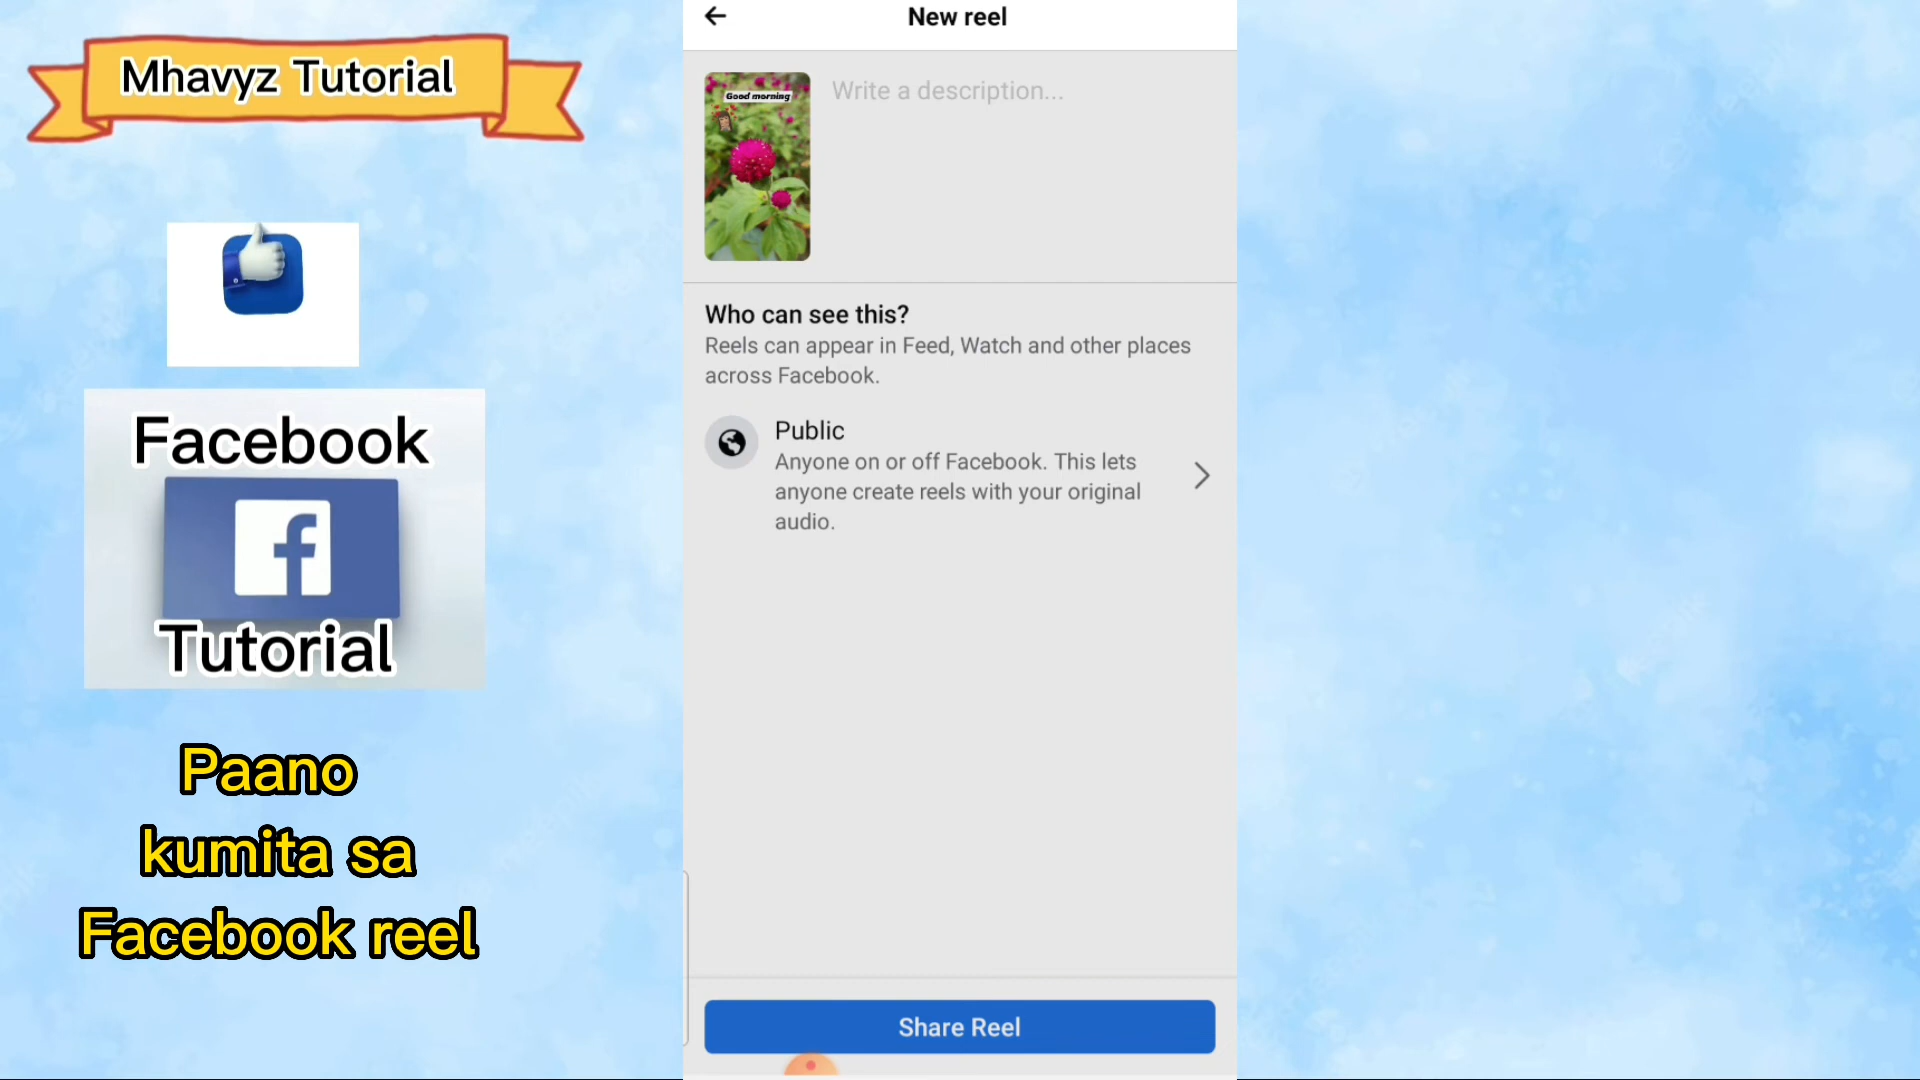 Mhavyz Tutorial
Facebook
Tutorial
Paano
kumita sa
Facebook reel
New reel
Good morning
Write a description...
Who can see this?
Reels can appear in Feed, Watch and other places
across Facebook.
Public
Anyone on or off Facebook. This lets
anyone create reels with your original
audio.
Share Reel